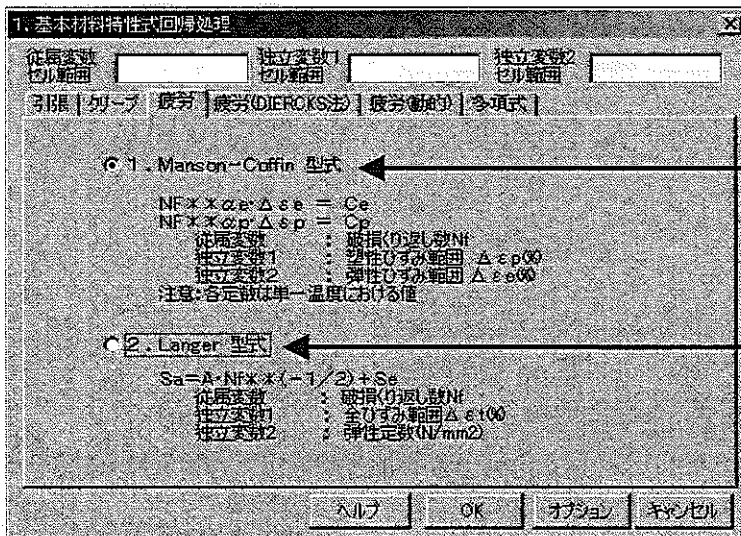 1. 基本材料特性式回帰処理
従属変数 セル範囲
独立変数1 セル範囲
独立変数2 セル範囲
引張 クリープ 疲労 疲労(DIERCKS法) 疲労(動的) 多項式
1. Manson-Coffin 型式
NF**αe・Δεe = Ce
NF**αp・Δεp = Cp
従属変数 : 破損くり返し数Nf
独立変数1 : 塑性ひずみ範囲 Δεp(%)
独立変数2 : 弾性ひずみ範囲 Δεe(%)
注意:各定数は単一温度における値
2. Langer 型式
Sa=A・Nf**(-1/2)+Se
従属変数 : 破損くり返し数Nf
独立変数1 : 全ひずみ範囲Δεt(%)
独立変数2 : 弾性定数(N/mm2)
ヘルプ OK オプション キャンセル